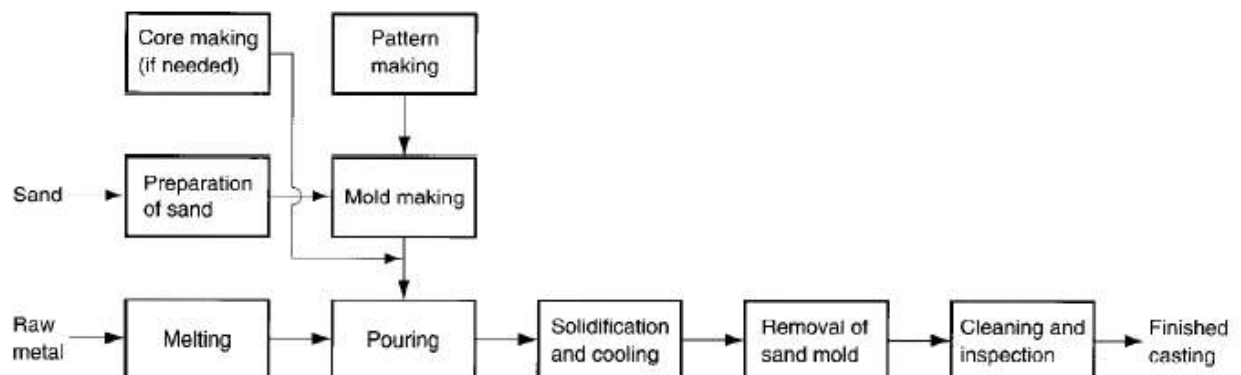 Core making
(if needed)
Pattern
making
Sand
Preparation
of sand
Mold making
Raw
metal
Melting
Pouring
Solidification
and cooling
Removal of
sand mold
Cleaning and
inspection
Finished
casting